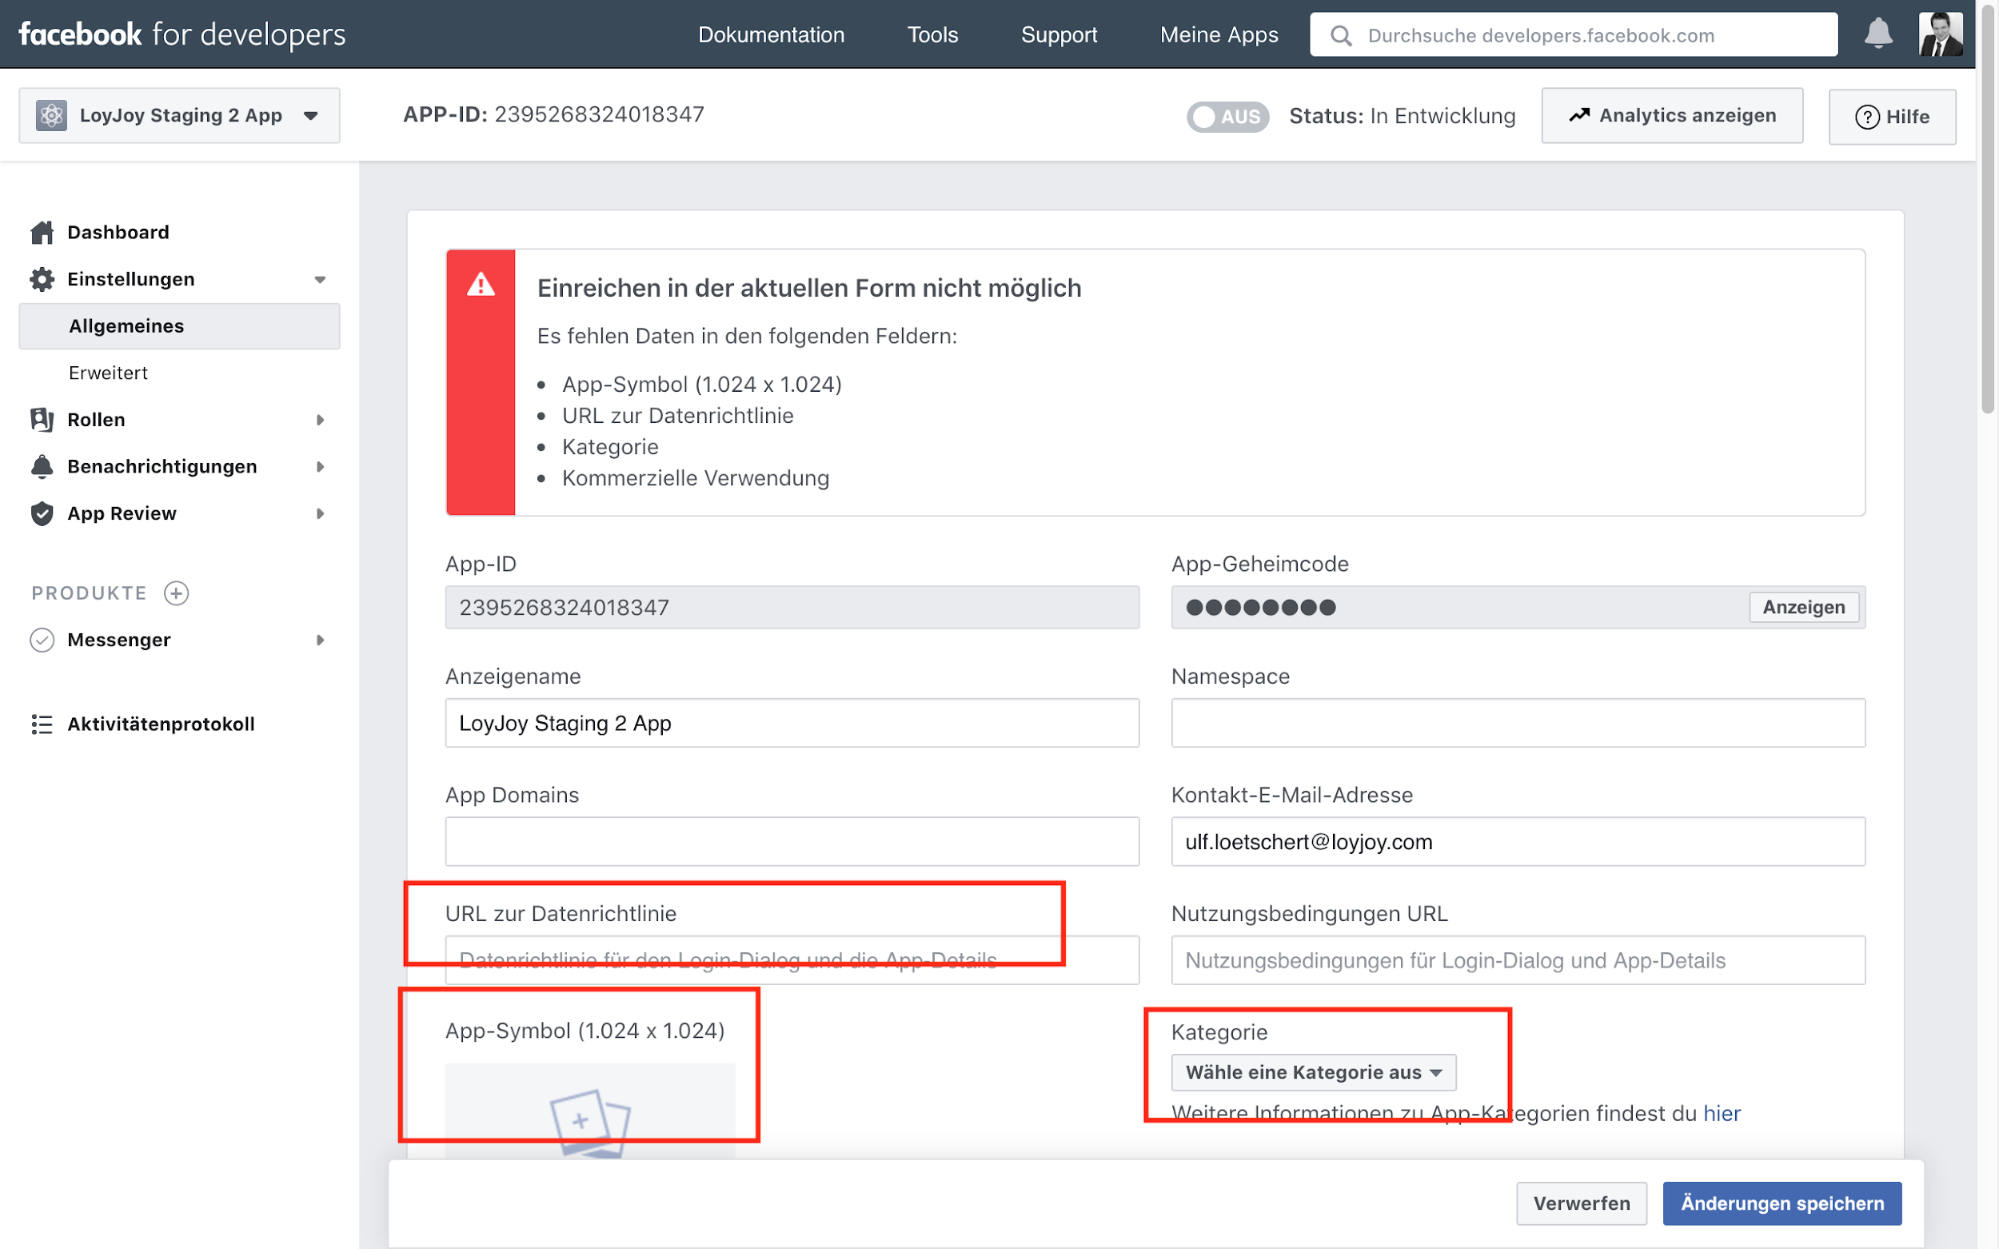 facebook for developers
Dokumentation
Tools
Support
Meine Apps
Durchsuche developers.facebook.com
LoyJoy Staging 2 App
APP-ID: 2395268324018347
AUS
Status: In Entwicklung
Analytics anzeigen
? Hilfe
Dashboard
Einstellungen
Allgemeines
Erweitert
Rollen
Benachrichtigungen
App Review
PRODUKTE
Messenger
Aktivitätenprotokoll
Einreichen in der aktuellen Form nicht möglich
Es fehlen Daten in den folgenden Feldern:
• App-Symbol (1.024 x 1.024)
• URL zur Datenrichtlinie
• Kategorie
• Kommerzielle Verwendung
App-ID
2395268324018347
App-Geheimcode
●●●●●●●●
Anzeigen
Anzeigename
LoyJoy Staging 2 App
Namespace
App Domains
Kontakt-E-Mail-Adresse
ulf.loetschert@loyjoy.com
URL zur Datenrichtlinie
Datenrichtlinie für den Login-Dialog und die App-Details
Nutzungsbedingungen URL
Nutzungsbedingungen für Login-Dialog und App-Details
App-Symbol (1.024 x 1.024)
Kategorie
Wähle eine Kategorie aus
Weitere Informationen zu App-Kategorien findest du hier
Verwerfen
Änderungen speichern